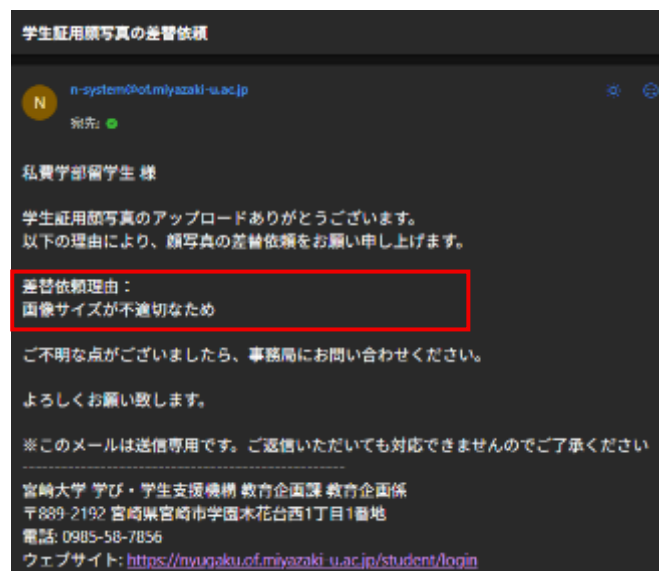 学生証用顔写真の差替依頼
N
n-system@of.miyazaki-u.ac.jp
宛先:
私費学部留学生 様
学生証用顔写真のアップロードありがとうございます。
以下の理由により、顔写真の差替依頼をお願い申し上げます。
差替依頼理由：
画像サイズが不適切なため
ご不明な点がございましたら、事務局にお問い合わせください。
よろしくお願い致します。
※このメールは送信専用です。ご返信いただいても対応できませんのでご了承ください
--------------------------------------------------
宮崎大学 学び・学生支援機構 教育企画課 教育企画係
〒889-2192 宮崎県宮崎市学園木花台西1丁目1番地
電話: 0985-58-7856
ウェブサイト: https://nyugaku.of.miyazaki-u.ac.jp/student/login